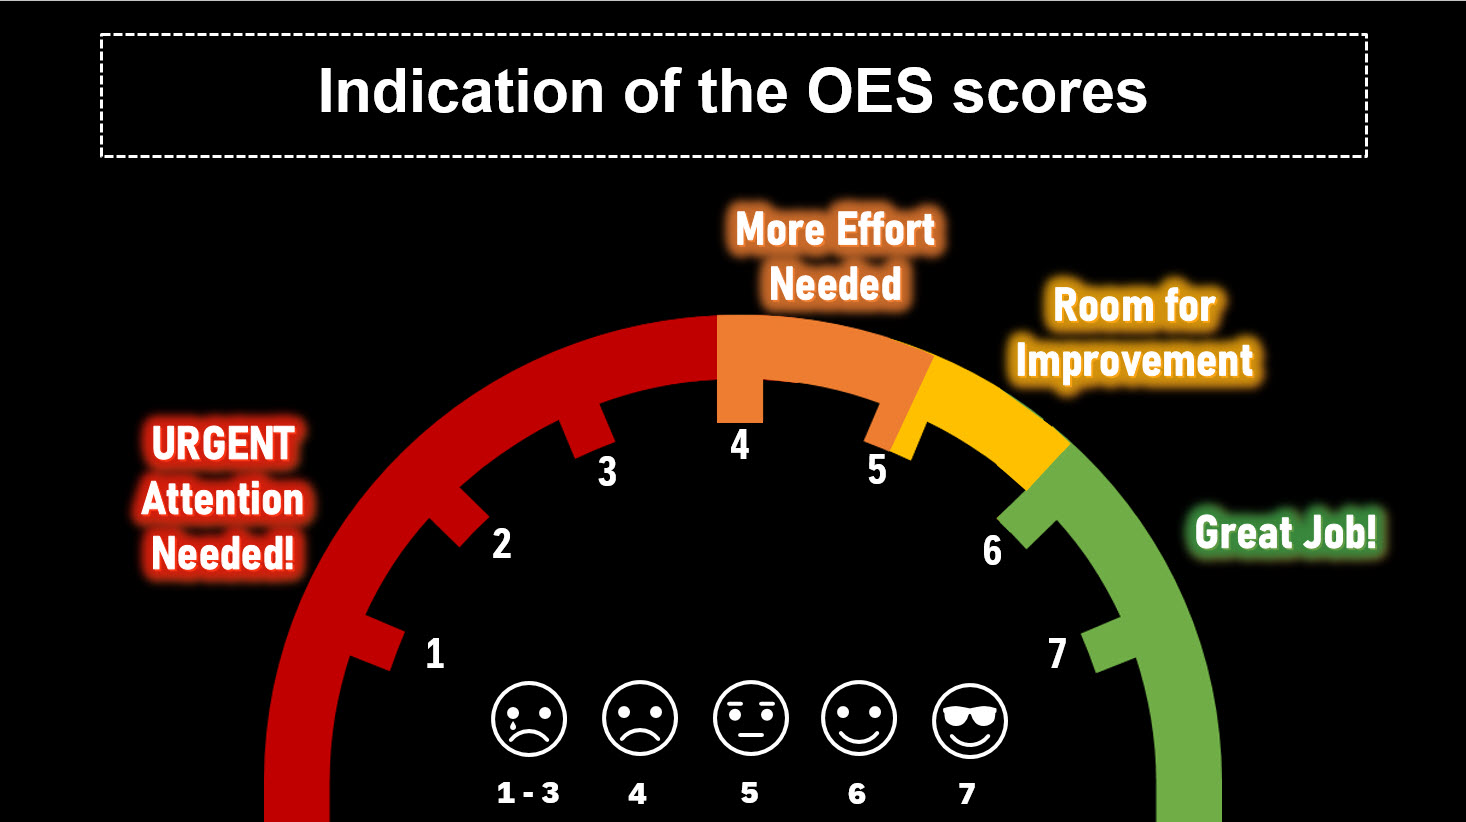 Indication of the OES scores
More Effort
Needed
Room for
Improvement
URGENT
Attention
Needed!
Great Job!
1
2
3
4
5
6
7
1 - 3
4
5
6
7